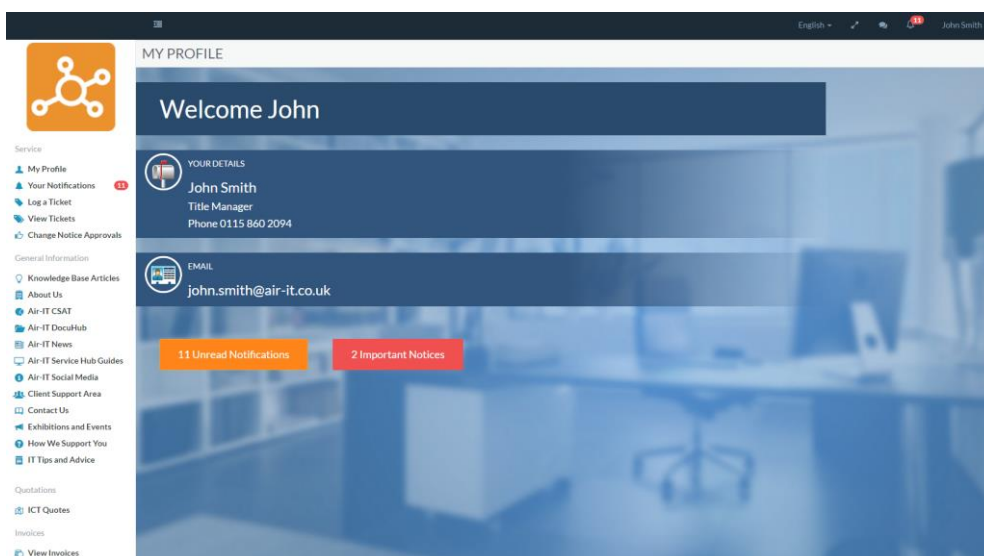 English
11
John Smith
MY PROFILE
Welcome John
Service
My Profile
Your Notifications 11
Log a Ticket
View Tickets
Change Notice Approvals
General Information
Knowledge Base Articles
About Us
Air-IT CSAT
Air-IT DocuHub
Air-IT News
Air-IT Service Hub Guides
Air-IT Social Media
Client Support Area
Contact Us
Exhibitions and Events
How We Support You
IT Tips and Advice
Quotations
ICT Quotes
Invoices
View Invoices
YOUR DETAILS
John Smith
Title Manager
Phone 0115 860 2094
EMAIL
john.smith@air-it.co.uk
11 Unread Notifications
2 Important Notices